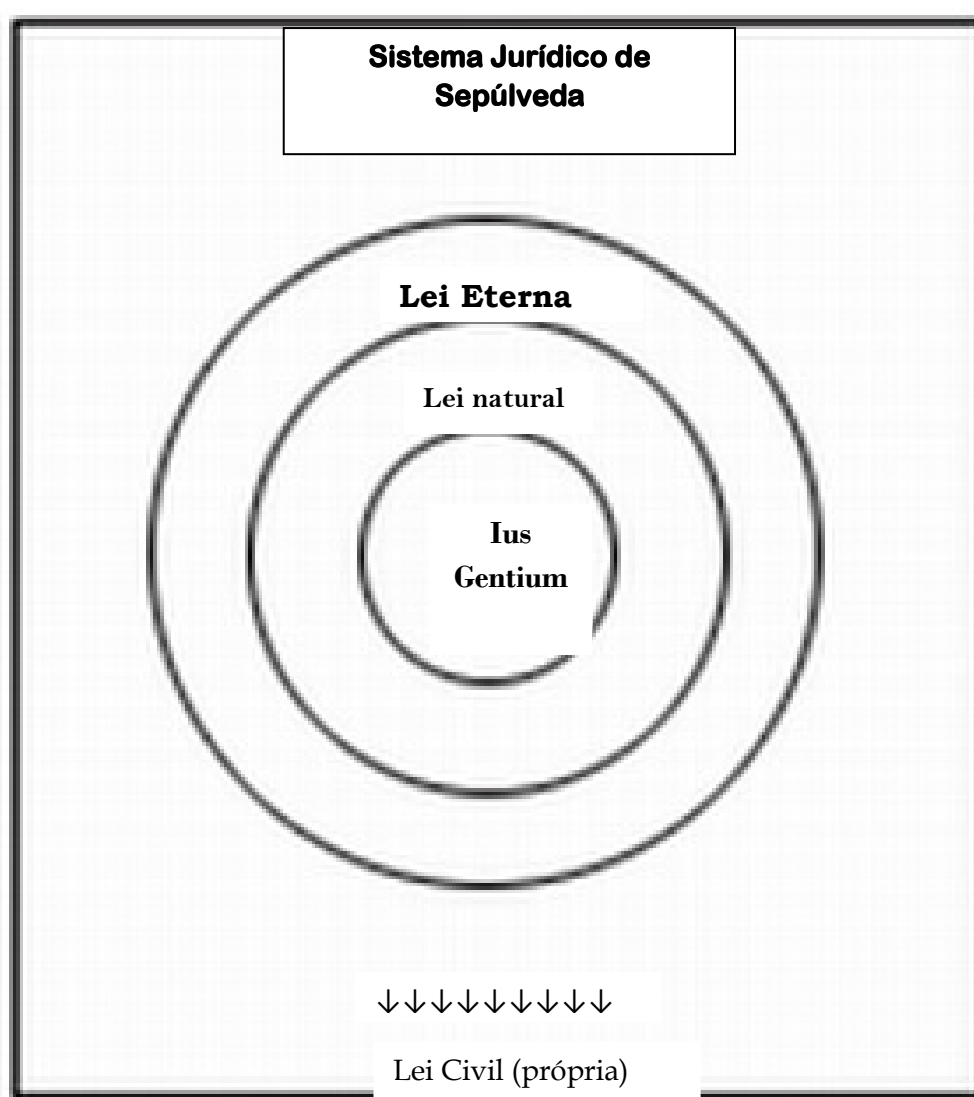 Sistema Jurídico de
Sepúlveda
Lei Eterna
Lei natural
Ius
Gentium
↓↓↓↓↓↓↓↓↓
Lei Civil (própria)